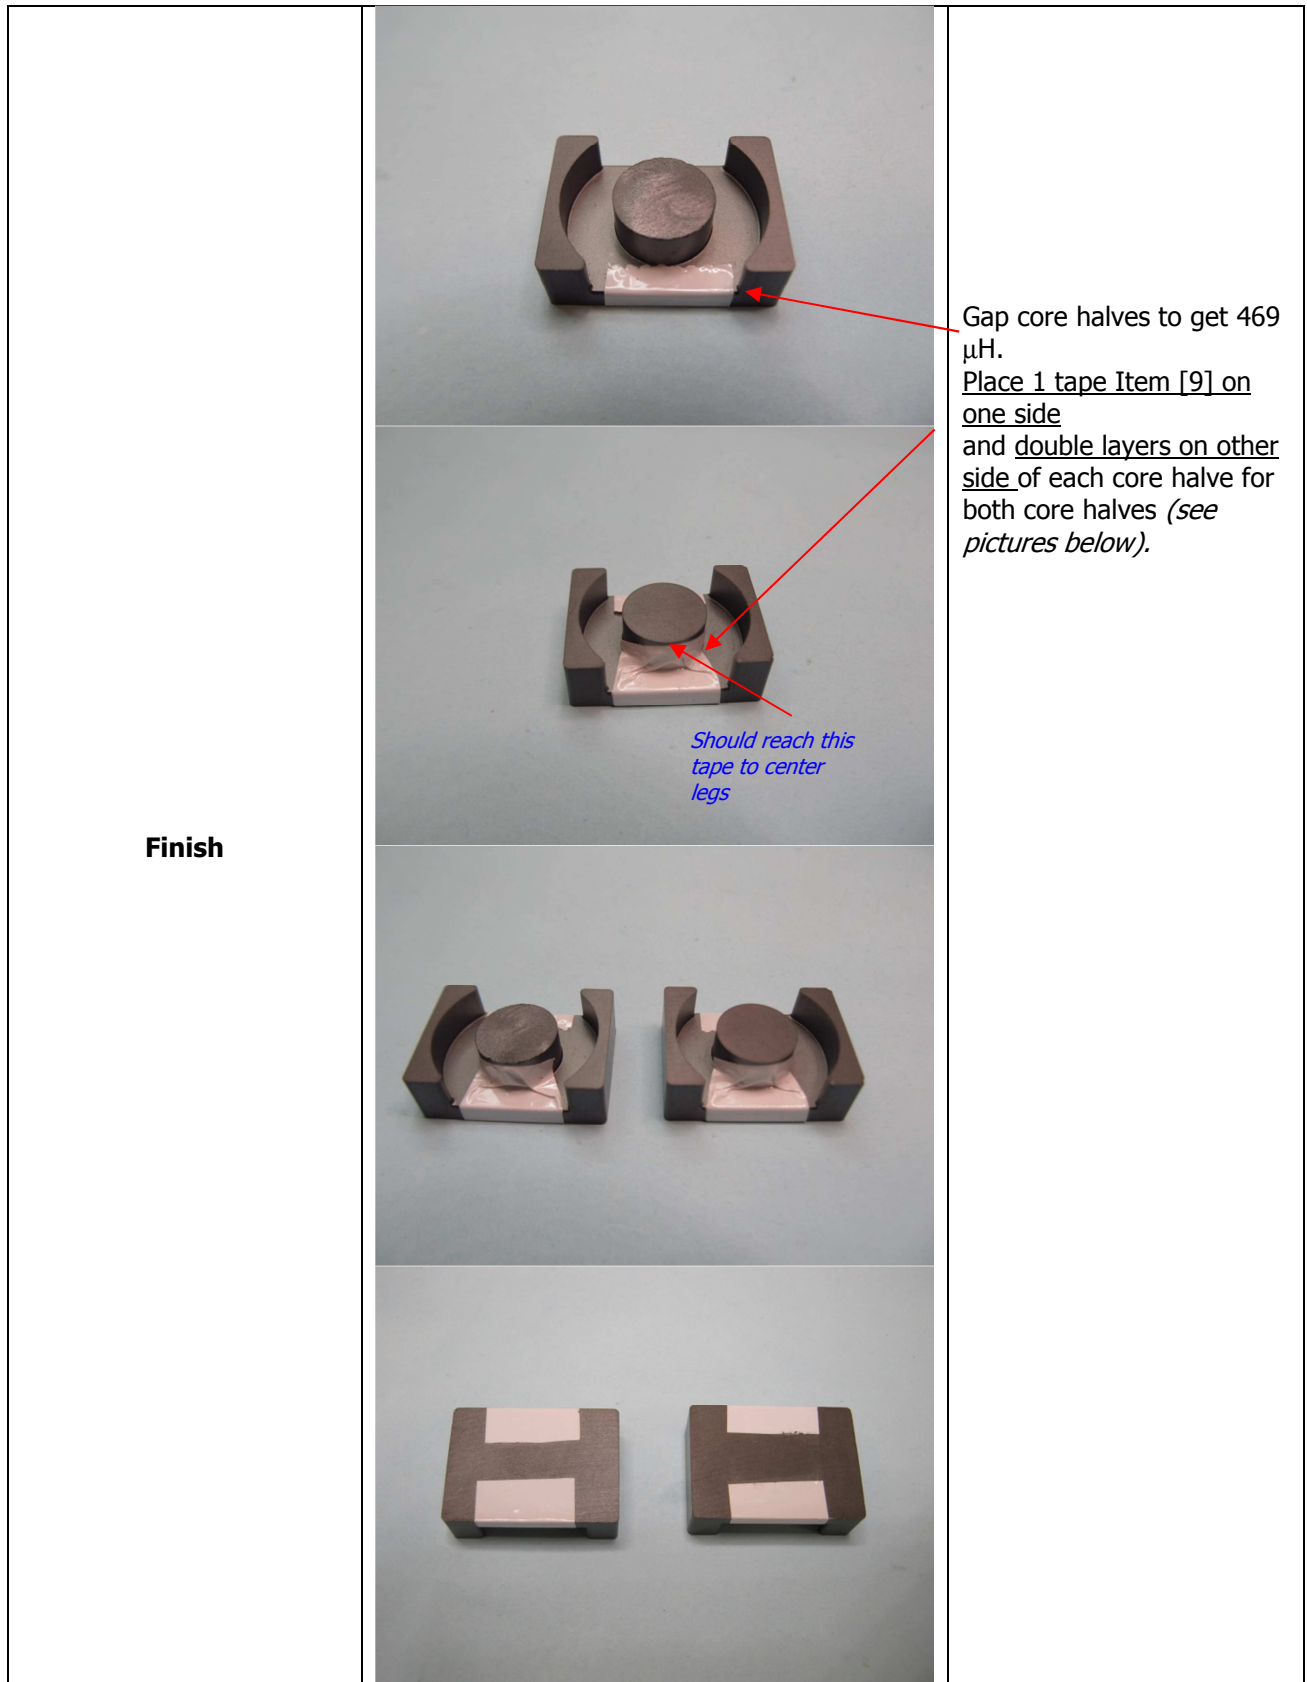 Finish
Should reach this
tape to center
legs
Gap core halves to get 469
μH.
Place 1 tape Item [9] on
one side
and double layers on other
side of each core halve for
both core halves (see
pictures below).